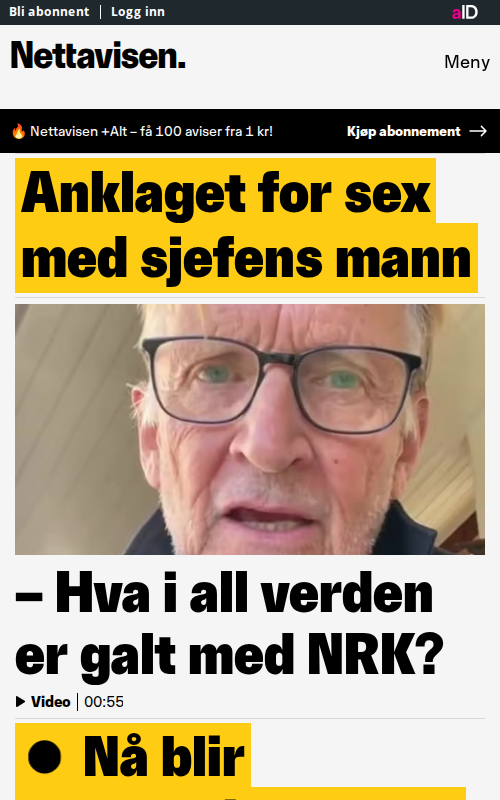 Bli abonnent | Logg inn
aID
Nettavisen.
Meny
🔥 Nettavisen +Alt – få 100 aviser fra 1 kr!
Kjøp abonnement →
Anklaget for sex
med sjefens mann
– Hva i all verden
er galt med NRK?
Video | 00:55
● Nå blir